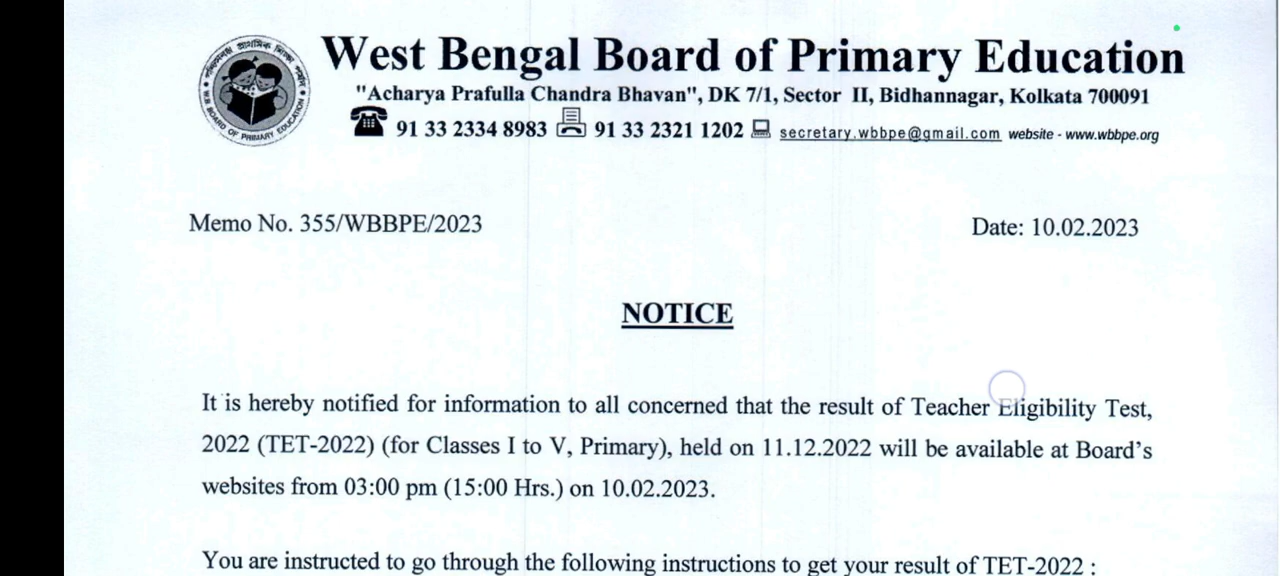 West Bengal Board of Primary Education
"Acharya Prafulla Chandra Bhavan", DK 7/1, Sector II, Bidhannagar, Kolkata 700091
91 33 2334 8983 91 33 2321 1202 secretary.wbbpe@gmail.com website - www.wbbpe.org
Memo No. 355/WBBPE/2023
Date: 10.02.2023
NOTICE
It is hereby notified for information to all concerned that the result of Teacher Eligibility Test,
2022 (TET-2022) (for Classes I to V, Primary), held on 11.12.2022 will be available at Board's
websites from 03:00 pm (15:00 Hrs.) on 10.02.2023.
You are instructed to go through the following instructions to get your result of TET-2022 :